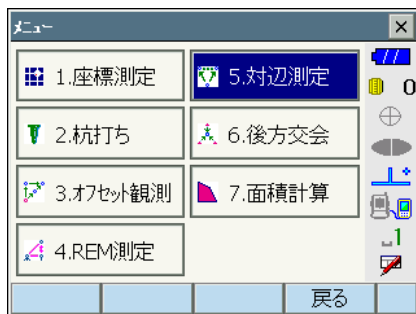 メニュー
1.座標測定
5.対辺測定
0
2.杭打ち
6.後方交会
3.オフセット観測
7.面積計算
4.REM測定
1
戻る